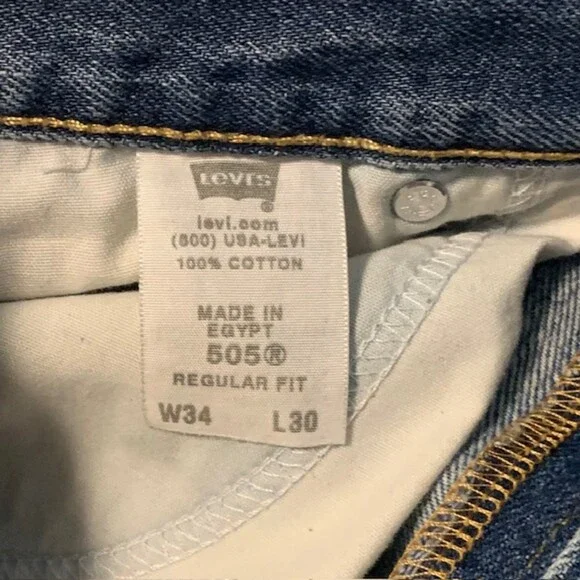 LEVI'S ®
levi.com
(800) USA-LEVI
100% COTTON
MADE IN
EGYPT
505®
REGULAR FIT
W34 L30